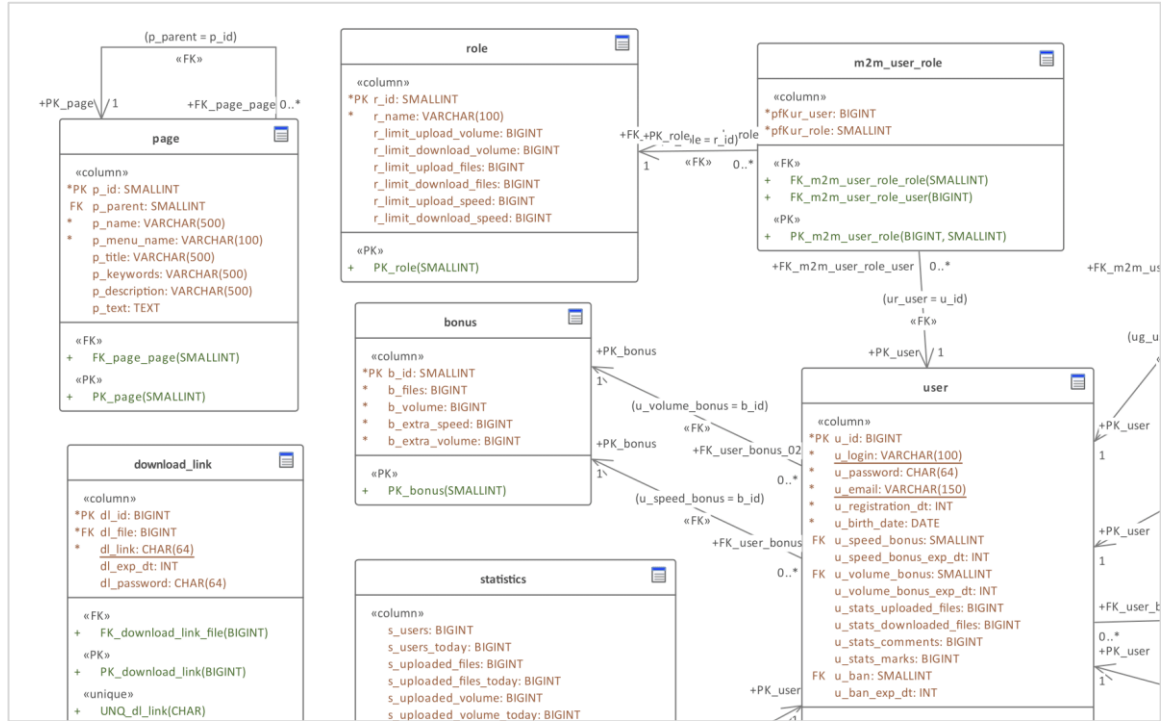 (p_parent = p_id)
«FK»
+PK_page
1
+FK_page_page
0..*
page
«column»
*PK p_id: SMALLINT
FK p_parent: SMALLINT
* p_name: VARCHAR(500)
* p_menu_name: VARCHAR(100)
p_title: VARCHAR(500)
p_keywords: VARCHAR(500)
p_description: VARCHAR(500)
p_text: TEXT
«FK»
+ FK_page_page(SMALLINT)
«PK»
+ PK_page(SMALLINT)
role
«column»
*PK r_id: SMALLINT
* r_name: VARCHAR(100)
r_limit_upload_volume: BIGINT
r_limit_download_volume: BIGINT
r_limit_upload_files: BIGINT
r_limit_download_files: BIGINT
r_limit_upload_speed: BIGINT
r_limit_download_speed: BIGINT
«PK»
+ PK_role(SMALLINT)
+PK_role
= r_id)
role
1
«FK»
0..*
m2m_user_role
«column»
*pfK ur_user: BIGINT
*pfK ur_role: SMALLINT
«FK»
+ FK_m2m_user_role_role(SMALLINT)
+ FK_m2m_user_role_user(BIGINT)
«PK»
+ PK_m2m_user_role(BIGINT, SMALLINT)
+FK_m2m_user_role_user
0..*
(ur_user = u_id)
«FK»
+PK_user
1
+FK_m2m_us
(ug_u
bonus
«column»
*PK b_id: SMALLINT
* b_files: BIGINT
* b_volume: BIGINT
* b_extra_speed: BIGINT
* b_extra_volume: BIGINT
«PK»
+ PK_bonus(SMALLINT)
+PK_bonus
1
(u_volume_bonus = b_id)
«FK»
+FK_user_bonus_02
0..*
+PK_bonus
1
(u_speed_bonus = b_id)
«FK»
+FK_user_bonus
0..*
user
«column»
*PK u_id: BIGINT
* u_login: VARCHAR(100)
* u_password: CHAR(64)
* u_email: VARCHAR(150)
* u_registration_dt: INT
* u_birth_date: DATE
FK u_speed_bonus: SMALLINT
u_speed_bonus_exp_dt: INT
FK u_volume_bonus: SMALLINT
u_volume_bonus_exp_dt: INT
u_stats_uploaded_files: BIGINT
u_stats_downloaded_files: BIGINT
u_stats_comments: BIGINT
u_stats_marks: BIGINT
FK u_ban: SMALLINT
u_ban_exp_dt: INT
+PK_user
1
+PK_user
1
+FK_user_b
0..*
+PK_user
1
+PK_user
download_link
«column»
*PK dl_id: BIGINT
*FK dl_file: BIGINT
* dl_link: CHAR(64)
dl_exp_dt: INT
dl_password: CHAR(64)
«FK»
+ FK_download_link_file(BIGINT)
«PK»
+ PK_download_link(BIGINT)
«unique»
+ UNQ_dl_link(CHAR)
statistics
«column»
s_users: BIGINT
s_users_today: BIGINT
s_uploaded_files: BIGINT
s_uploaded_files_today: BIGINT
s_uploaded_volume: BIGINT
s_uploaded_volume_today: BIGINT